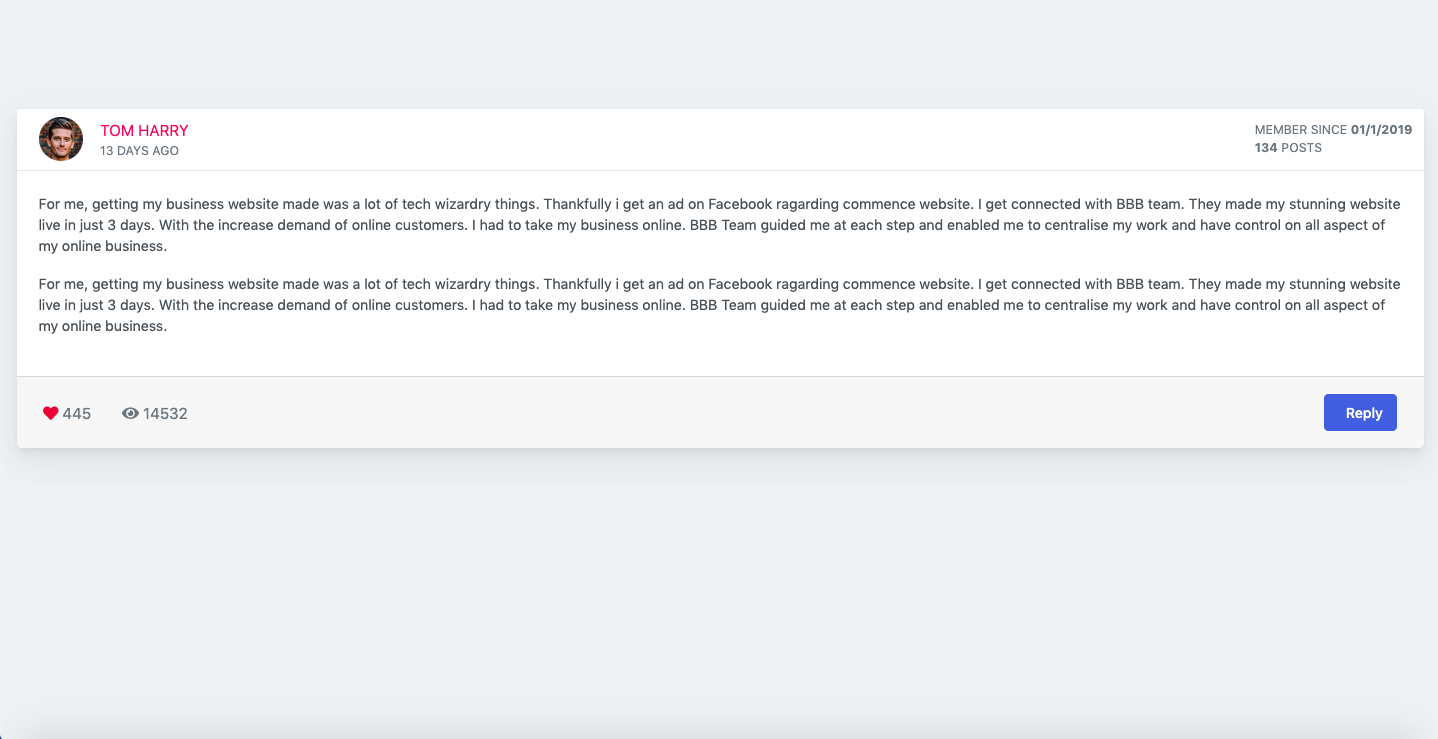 TOM HARRY
13 DAYS AGO
MEMBER SINCE 01/1/2019
134 POSTS
For me, getting my business website made was a lot of tech wizardry things. Thankfully i get an ad on Facebook ragarding commence website. I get connected with BBB team. They made my stunning website
live in just 3 days. With the increase demand of online customers. I had to take my business online. BBB Team guided me at each step and enabled me to centralise my work and have control on all aspect of
my online business.
For me, getting my business website made was a lot of tech wizardry things. Thankfully i get an ad on Facebook ragarding commence website. I get connected with BBB team. They made my stunning website
live in just 3 days. With the increase demand of online customers. I had to take my business online. BBB Team guided me at each step and enabled me to centralise my work and have control on all aspect of
my online business.
445
14532
Reply